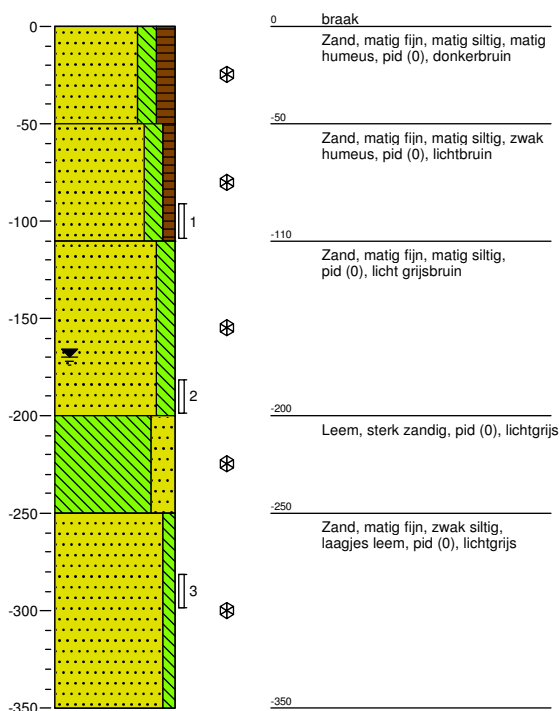 0 braak
0
Zand, matig fijn, matig siltig, matig
humeus, pid (0), donkerbruin
-50
-50
Zand, matig fijn, matig siltig, zwak
humeus, pid (0), lichtbruin
1
-100
-110
Zand, matig fijn, matig siltig,
pid (0), licht grijsbruin
-150
2
-200
-200
Leem, sterk zandig, pid (0), lichtgrijs
-250
-250
Zand, matig fijn, zwak siltig,
laagjes leem, pid (0), lichtgrijs
3
-300
-350
-350